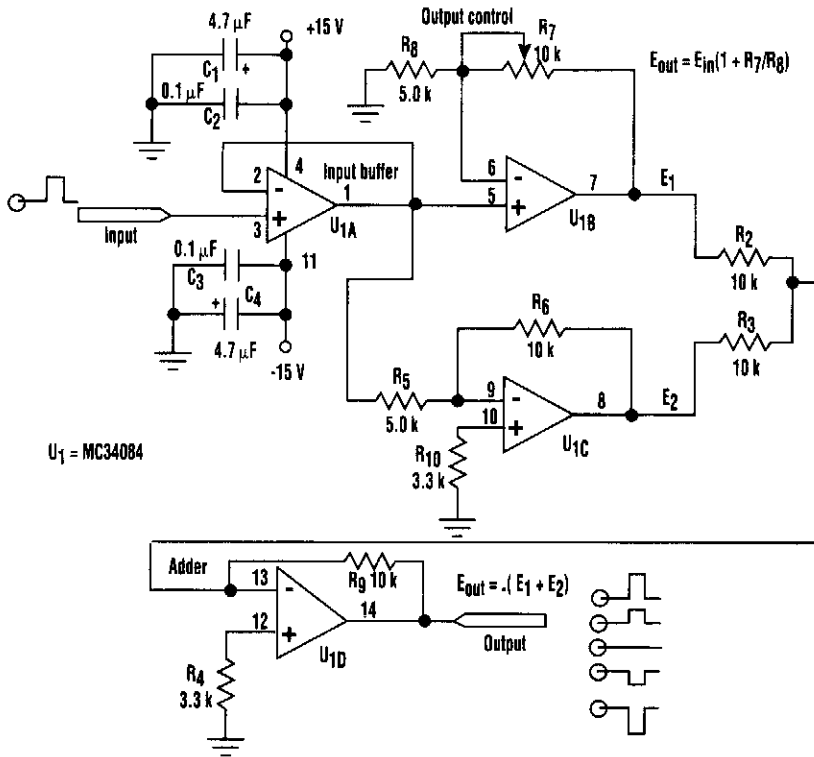 4.7 µF
+15 V
C1
+
0.1 µF
C2
Output control
R8
5.0 k
R7
10 k
Eout = Ein(1 + R7/R8)
4
2
-
Input buffer
1
3
+
U1A
Input
11
6
-
5
+
7
E1
U1B
0.1 µF
C3
+
C4
4.7 µF
-15 V
R2
10 k
R3
10 k
R6
10 k
R5
5.0 k
9
-
10
+
8
E2
U1C
R10
3.3 k
U1 = MC34084
Adder
13
-
R9 10 k
Eout = .( E1 + E2)
14
12
+
Output
U1D
R4
3.3 k